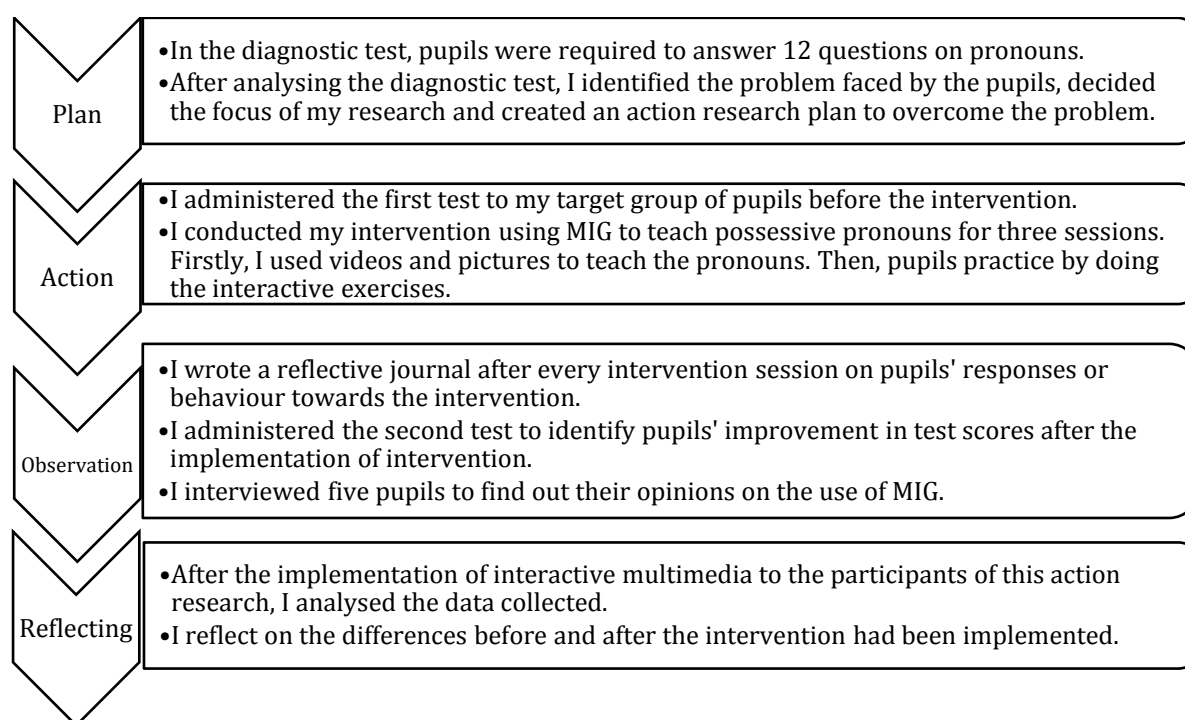 Plan
•In the diagnostic test, pupils were required to answer 12 questions on pronouns.
•After analysing the diagnostic test, I identified the problem faced by the pupils, decided
the focus of my research and created an action research plan to overcome the problem.
Action
•I administered the first test to my target group of pupils before the intervention.
•I conducted my intervention using MIG to teach possessive pronouns for three sessions.
Firstly, I used videos and pictures to teach the pronouns. Then, pupils practice by doing
the interactive exercises.
Observation
•I wrote a reflective journal after every intervention session on pupils' responses or
behaviour towards the intervention.
•I administered the second test to identify pupils' improvement in test scores after the
implementation of intervention.
•I interviewed five pupils to find out their opinions on the use of MIG.
Reflecting
•After the implementation of interactive multimedia to the participants of this action
research, I analysed the data collected.
•I reflect on the differences before and after the intervention had been implemented.